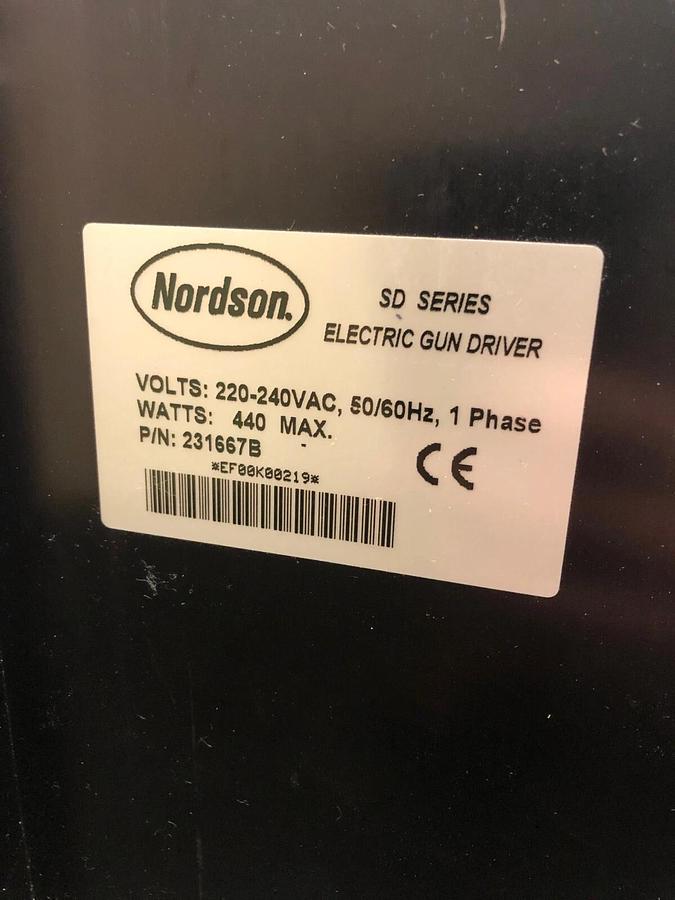 Nordson.
SD SERIES
ELECTRIC GUN DRIVER
VOLTS: 220-240VAC, 50/60Hz, 1 Phase
WATTS: 440 MAX.
P/N: 231667B
CE
*EF00K00219*